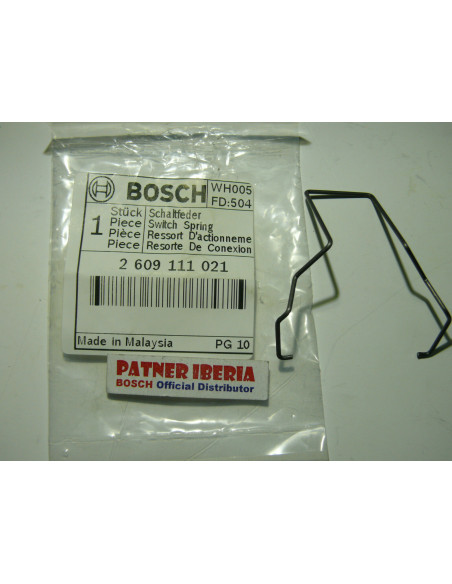 BOSCH
WH005
FD:504
1
Stück Schaltfeder
Piece Switch Spring
Pièce Ressort D'actionneme
Piece Resorte De Conexion
2 609 111 021
Made in Malaysia PG 10
PATNER IBERIA
BOSCH Official Distributor